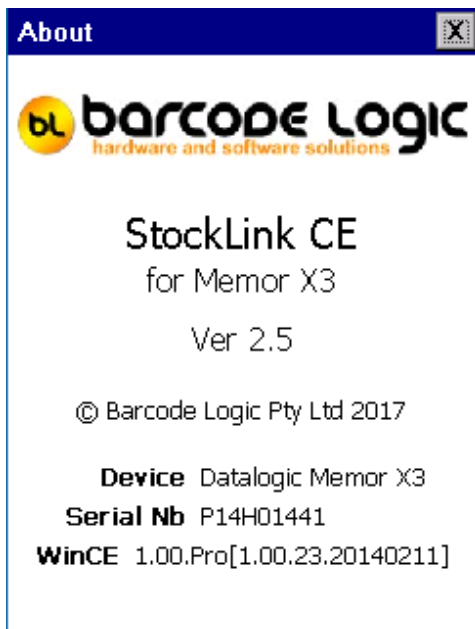 About X
bL barcode Logic
hardware and software solutions
StockLink CE
for Memor X3
Ver 2.5
© Barcode Logic Pty Ltd 2017
Device Datalogic Memor X3
Serial Nb P14H01441
WinCE 1.00.Pro[1.00.23.20140211]